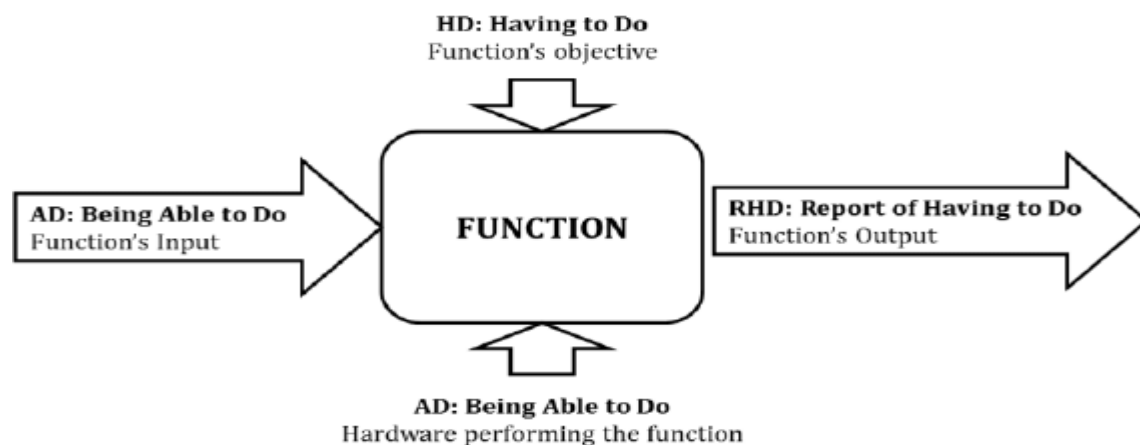 HD: Having to Do
Function's objective
AD: Being Able to Do
Function's Input
FUNCTION
RHD: Report of Having to Do
Function's Output
AD: Being Able to Do
Hardware performing the function